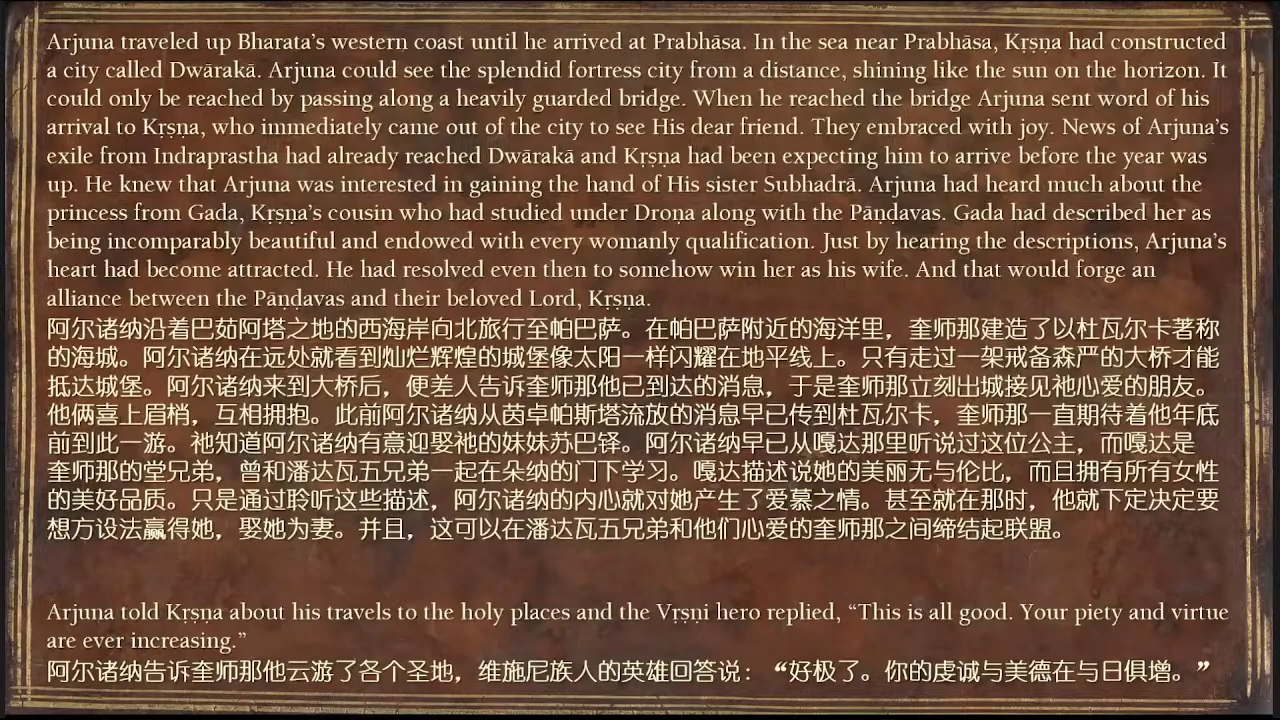 Arjuna traveled up Bharata’s western coast until he arrived at Prabhāsa. In the sea near Prabhāsa, Kṛṣṇa had constructed
a city called Dwārakā. Arjuna could see the splendid fortress city from a distance, shining like the sun on the horizon. It
could only be reached by passing along a heavily guarded bridge. When he reached the bridge Arjuna sent word of his
arrival to Kṛṣṇa, who immediately came out of the city to see His dear friend. They embraced with joy. News of Arjuna’s
exile from Indraprastha had already reached Dwārakā and Kṛṣṇa had been expecting him to arrive before the year was
up. He knew that Arjuna was interested in gaining the hand of His sister Subhadrā. Arjuna had heard much about the
princess from Gada, Kṛṣṇa’s cousin who had studied under Droṇa along with the Pāṇḍavas. Gada had described her as
being incomparably beautiful and endowed with every womanly qualification. Just by hearing the descriptions, Arjuna’s
heart had become attracted. He had resolved even then to somehow win her as his wife. And that would forge an
alliance between the Pāṇḍavas and their beloved Lord, Kṛṣṇa.
阿尔诸纳沿着巴茹阿塔之地的西海岸向北旅行至帕巴萨。在帕巴萨附近的海洋里，奎师那建造了以杜瓦尔卡著称
的海城。阿尔诸纳在远处就看到灿烂辉煌的城堡像太阳一样闪耀在地平线上。只有走过一架戒备森严的大桥才能
抵达城堡。阿尔诸纳来到大桥后，便差人告诉奎师那他已到达的消息，于是奎师那立刻出城接见祂心爱的朋友。
他俩喜上眉梢，互相拥抱。此前阿尔诸纳从茵卓帕斯塔流放的消息早已传到杜瓦尔卡，奎师那一直期待着他年底
前到此一游。祂知道阿尔诸纳有意迎娶祂的妹妹苏巴铎。阿尔诸纳早已从嘎达那里听说过这位公主，而嘎达是
奎师那的堂兄弟，曾和潘达瓦五兄弟一起在朵纳的门下学习。嘎达描述说她的美丽无与伦比，而且拥有所有女性
的美好品质。只是通过聆听这些描述，阿尔诸纳的内心就对她产生了爱慕之情。甚至就在那时，他就下定决定要
想方设法赢得她，娶她为妻。并且，这可以在潘达瓦五兄弟和他们心爱的奎师那之间缔结起联盟。
Arjuna told Kṛṣṇa about his travels to the holy places and the Vṛṣṇi hero replied, “This is all good. Your piety and virtue
are ever increasing.”
阿尔诸纳告诉奎师那他云游了各个圣地，维施尼族人的英雄回答说：“好极了。你的虔诚与美德在与日俱增。”